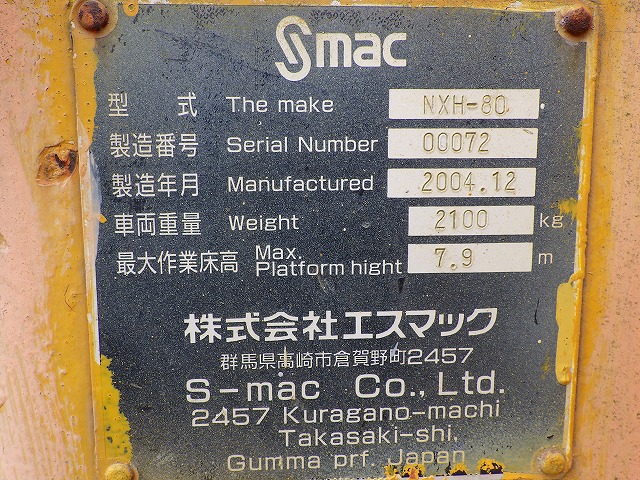 Smac
型 式 The make NXH-80
製造番号 Serial Number 00072
製造年月 Manufactured 2004.12
車両重量 Weight 2100 kg
最大作業床高 Max. Platform hight 7.9 m
株式会社エスマック
群馬県高崎市倉賀野町2457
S-mac Co., Ltd.
2457 Kuragano-machi
Takasaki-shi,
Gumma prf. Japan